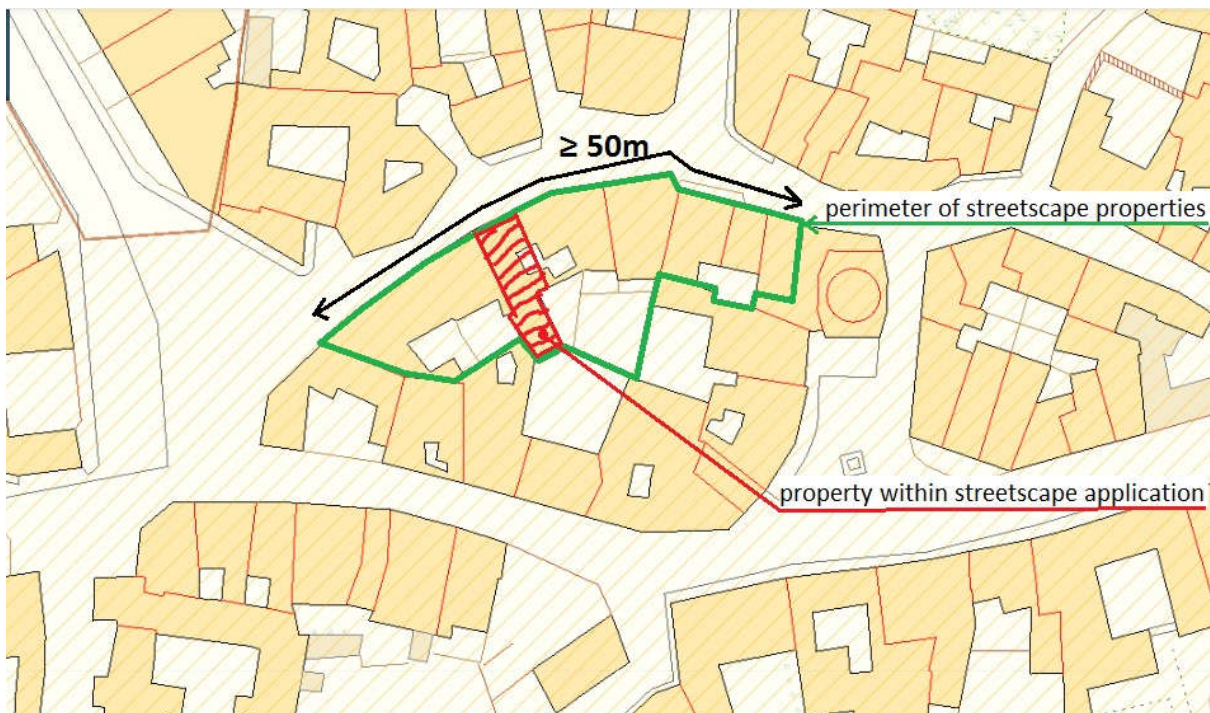 ≥ 50m
perimeter of streetscape properties
property within streetscape application